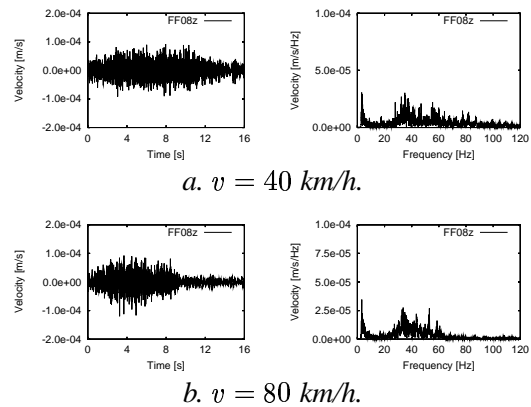 FF08z
Velocity [m/s]
2.0e-04
1.0e-04
0.0e+00
-1.0e-04
-2.0e-04
0 4 8 12 16
Time [s]
FF08z
Velocity [m/s/Hz]
1.0e-04
5.0e-05
0.0e+00
0 20 40 60 80 100 120
Frequency [Hz]
a. v = 40 km/h.
FF08z
Velocity [m/s]
2.0e-04
1.0e-04
0.0e+00
-1.0e-04
-2.0e-04
0 4 8 12 16
Time [s]
FF08z
Velocity [m/s/Hz]
1.0e-04
7.5e-05
5.0e-05
2.5e-05
0.0e+00
0 20 40 60 80 100 120
Frequency [Hz]
b. v = 80 km/h.